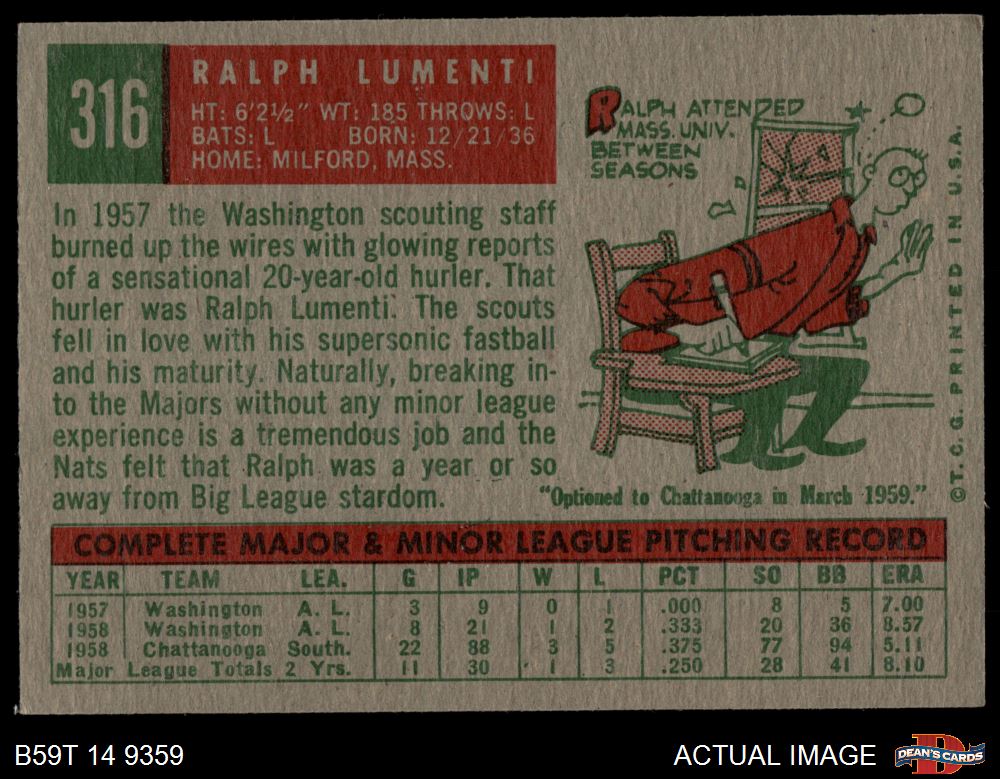 316
RALPH LUMENTI
HT: 6'2½" WT: 185 THROWS: L
BATS: L BORN: 12/21/36
HOME: MILFORD, MASS.
In 1957 the Washington scouting staff
burned up the wires with glowing reports
of a sensational 20-year-old hurler. That
hurler was Ralph Lumenti. The scouts
fell in love with his supersonic fastball
and his maturity. Naturally, breaking in-
to the Majors without any minor league
experience is a tremendous job and the
Nats felt that Ralph was a year or so
away from Big League stardom.
RALPH ATTENDED
MASS. UNIV.
BETWEEN
SEASONS
"Optioned to Chattanooga in March 1959."
© T. C. G. PRINTED IN U.S.A.
COMPLETE MAJOR & MINOR LEAGUE PITCHING RECORD
YEAR TEAM LEA. G IP W L PCT SO BB ERA
1957 Washington A. L. 3 9 0 1 .000 8 5 7.00
1958 Washington A. L. 8 21 1 2 .333 20 36 8.57
1958 Chattanooga South. 22 88 3 5 .375 77 94 5.11
Major League Totals 2 Yrs. 11 30 1 3 .250 28 41 8.10
B59T 14 9359
ACTUAL IMAGE
D
DEAN'S CARDS